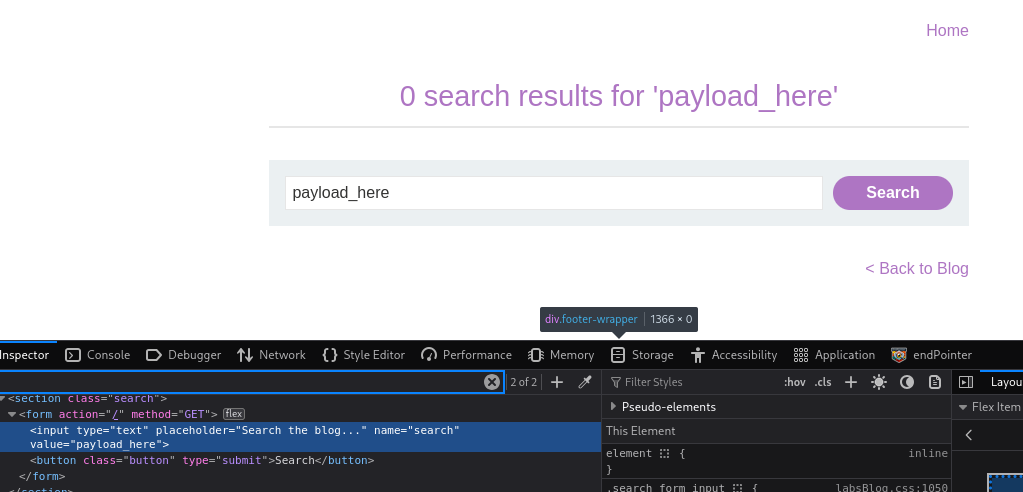 Home
0 search results for 'payload_here'
payload_here
Search
< Back to Blog
div.footer-wrapper 1366 × 0
Inspector Console Debugger Network Style Editor Performance Memory Storage Accessibility Application endPointer
2 of 2 Filter Styles :hov .cls Layou
<section class="search">
<form action="/" method="GET"> flex
<input type="text" placeholder="Search the blog..." name="search"
value="payload_here">
<button class="button" type="submit">Search</button>
</form>
</section>
Pseudo-elements
This Element
element { inline
}
.search form input { labsBlog.css:1050
Flex Item